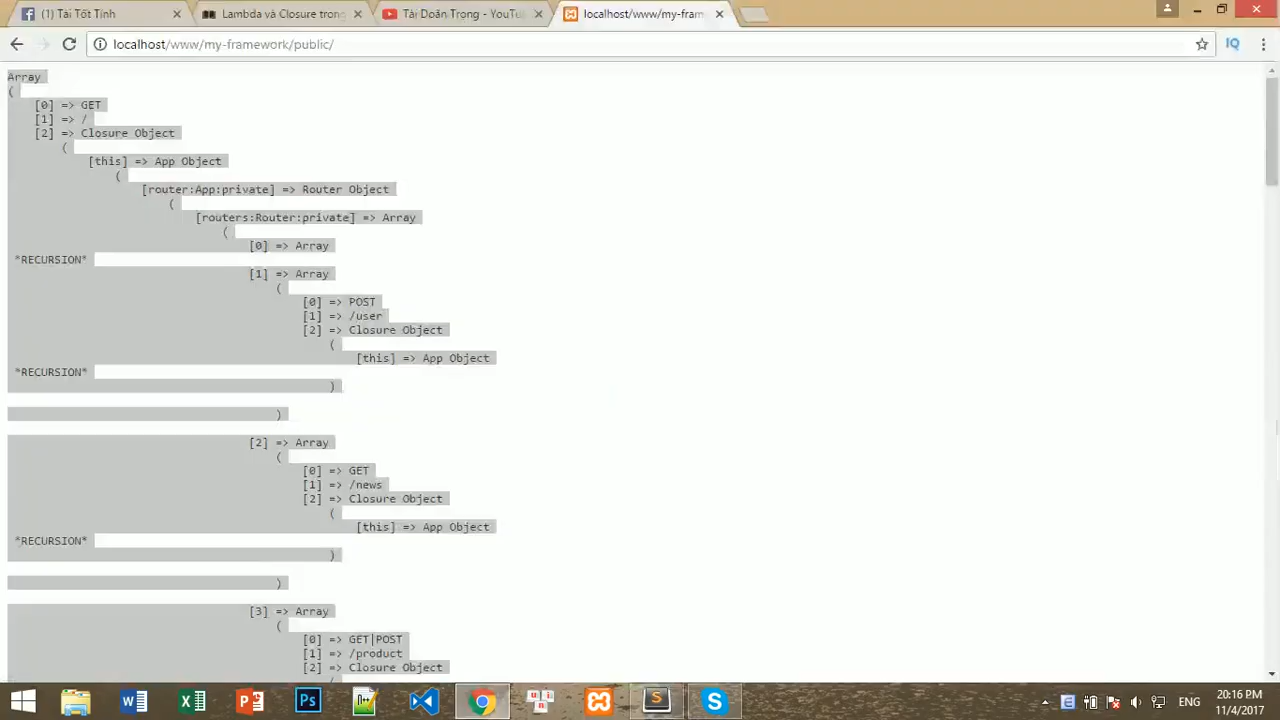 (1) Tài Tốt Tính
Lambda và Closure trong
Tài Doãn Trọng - YouTu
localhost/www/my-fram
localhost/www/my-framework/public/
IQ
Array
(
[0] => GET
[1] => /
[2] => Closure Object
(
[this] => App Object
(
[router:App:private] => Router Object
(
[routers:Router:private] => Array
(
[0] => Array
*RECURSION*
[1] => Array
(
[0] => POST
[1] => /user
[2] => Closure Object
(
[this] => App Object
*RECURSION*
)
)
[2] => Array
(
[0] => GET
[1] => /news
[2] => Closure Object
(
[this] => App Object
*RECURSION*
)
)
[3] => Array
(
[0] => GET|POST
[1] => /product
[2] => Closure Object
ENG
20:16 PM
11/4/2017